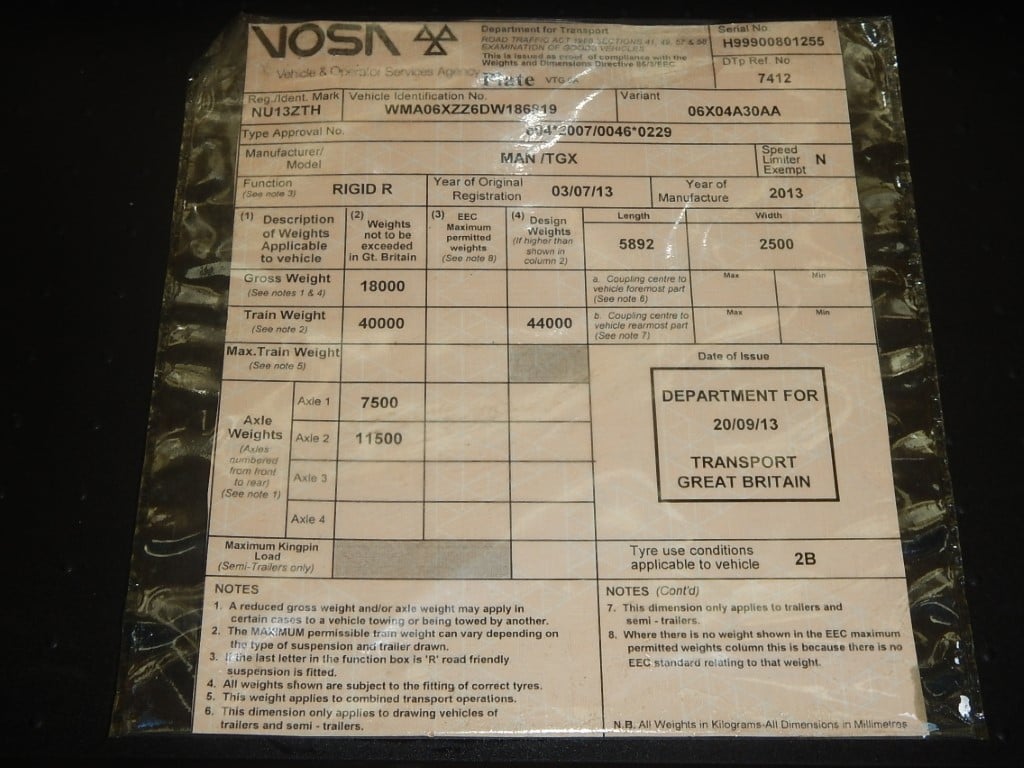 VOSA
Vehicle & Operator Services Agency
Department for Transport
ROAD TRAFFIC ACT 1988 SECTIONS 41, 49, 57 & 58
EXAMINATION OF GOODS VEHICLES
This is issued as proof of compliance with the
Weights and Dimensions Directive 86/3/EEC
Plate VTG
Serial No
H99900801255
DTp Ref. No
7412
Reg./Ident. Mark
NU13ZTH
Vehicle Identification No.
WMA06XZZ6DW186819
Variant
06X04A30AA
Type Approval No.
e04*2007/0046*0229
Manufacturer/
Model
MAN /TGX
Speed
Limiter
Exempt N
Function
(See note 3)
RIGID R
Year of Original
Registration
03/07/13
Year of
Manufacture
2013
(1) Description
of Weights
Applicable
to vehicle
(2) Weights
not to be
exceeded
in Gt. Britain
(3) EEC
Maximum
permitted
weights
(See note 8)
(4) Design
Weights
(If higher than
shown in
column 2)
Length
5892
Width
2500
Gross Weight
(See notes 1 & 4)
18000
a. Coupling centre to
vehicle foremost part
(See note 6)
Max
Min
Train Weight
(See note 2)
40000
44000
b. Coupling centre to
vehicle rearmost part
(See note 7)
Max
Min
Max.Train Weight
(See note 5)
Axle
Weights
(Axles
numbered
from front
to rear)
(See note 1)
Axle 1
7500
Axle 2
11500
Axle 3
Axle 4
Date of Issue
DEPARTMENT FOR
20/09/13
TRANSPORT
GREAT BRITAIN
Maximum Kingpin
Load
(Semi-Trailers only)
Tyre use conditions
applicable to vehicle
2B
NOTES
1. A reduced gross weight and/or axle weight may apply in
certain cases to a vehicle towing or being towed by another.
2. The MAXIMUM permissible train weight can vary depending on
the type of suspension and trailer drawn.
3. If the last letter in the function box is 'R' road friendly
suspension is fitted.
4. All weights shown are subject to the fitting of correct tyres.
5. This weight applies to combined transport operations.
6. This dimension only applies to drawing vehicles of
trailers and semi - trailers.
NOTES (Cont'd)
7. This dimension only applies to trailers and
semi - trailers.
8. Where there is no weight shown in the EEC maximum
permitted weights column this is because there is no
EEC standard relating to that weight.
N.B. All Weights in Kilograms-All Dimensions in Millimetres